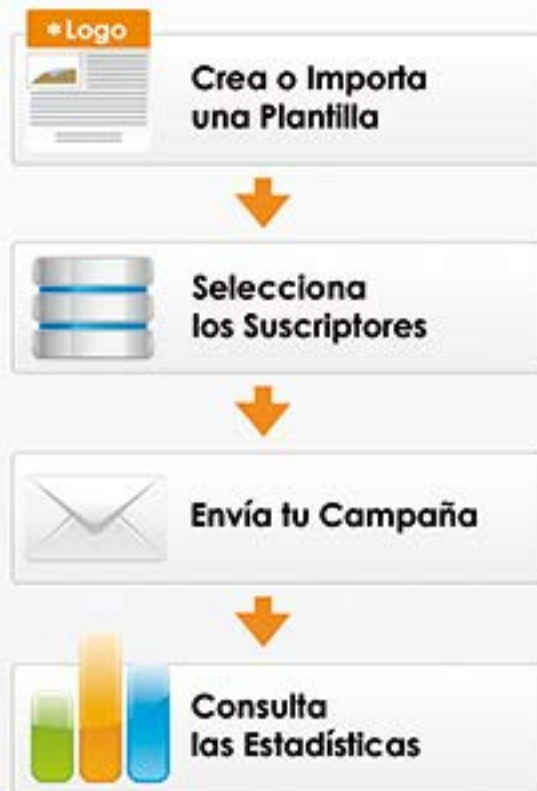 *Logo
Crea o Importa
una Plantilla
Selecciona
los Suscriptores
Envía tu Campaña
Consulta
las Estadísticas